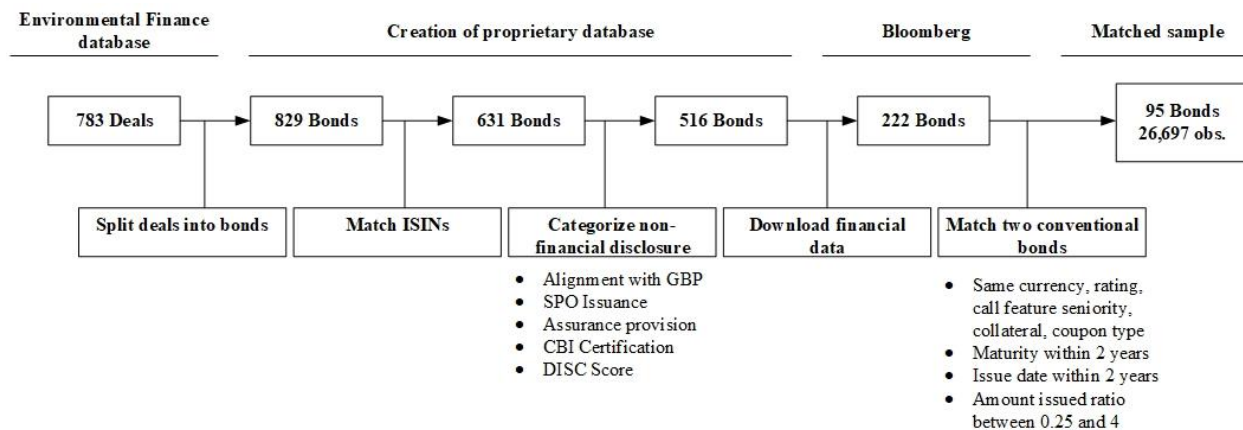 Environmental Finance
database
Creation of proprietary database
Bloomberg
Matched sample
783 Deals
829 Bonds
631 Bonds
516 Bonds
222 Bonds
95 Bonds
26,697 obs.
Split deals into bonds
Match ISINs
Categorize non-
financial disclosure
Download financial
data
Match two conventional
bonds
• Alignment with GBP
• SPO Issuance
• Assurance provision
• CBI Certification
• DISC Score
• Same currency, rating,
call feature seniority,
collateral, coupon type
• Maturity within 2 years
• Issue date within 2 years
• Amount issued ratio
between 0.25 and 4